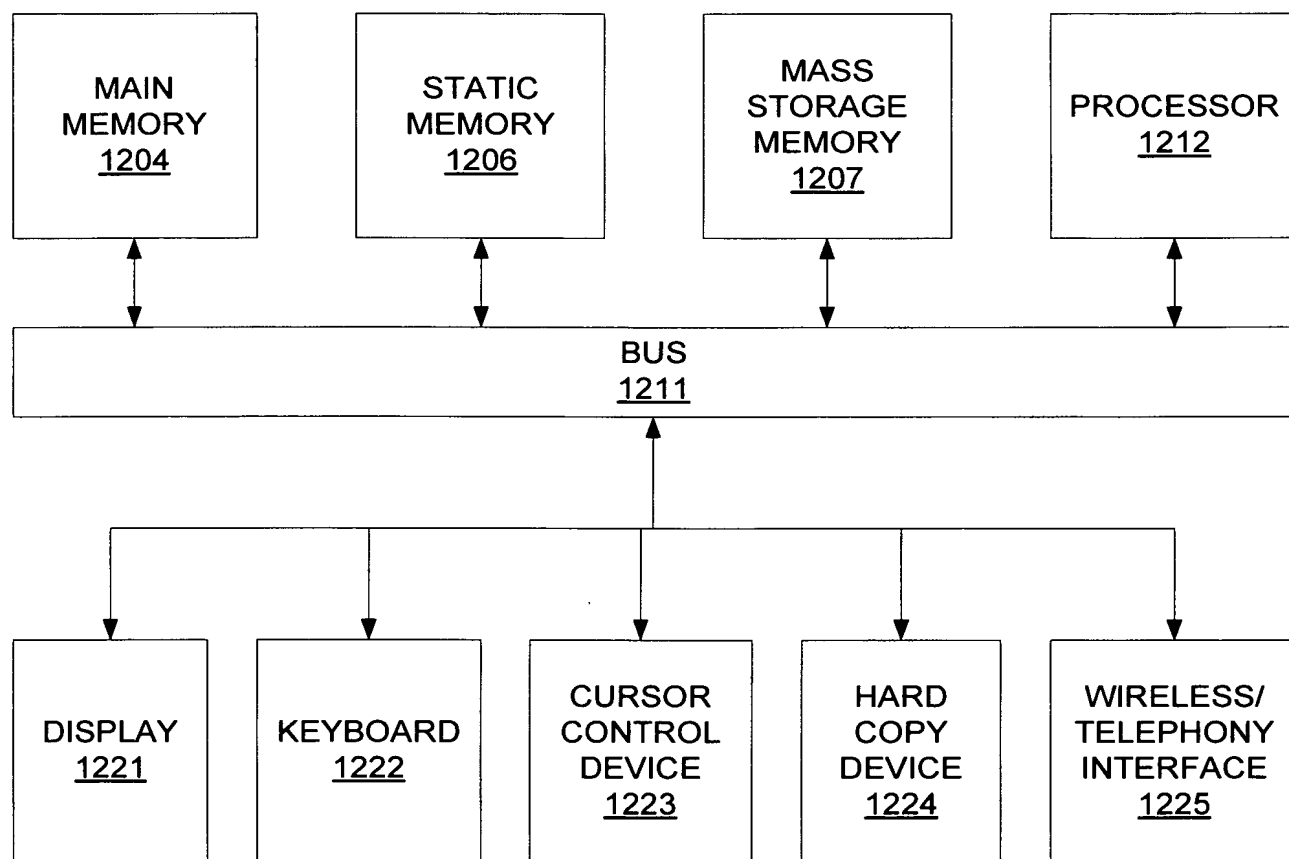 MAIN
MEMORY
1204
STATIC
MEMORY
1206
MASS
STORAGE
MEMORY
1207
PROCESSOR
1212
BUS
1211
DISPLAY
1221
KEYBOARD
1222
CURSOR
CONTROL
DEVICE
1223
HARD
COPY
DEVICE
1224
WIRELESS/
TELEPHONY
INTERFACE
1225